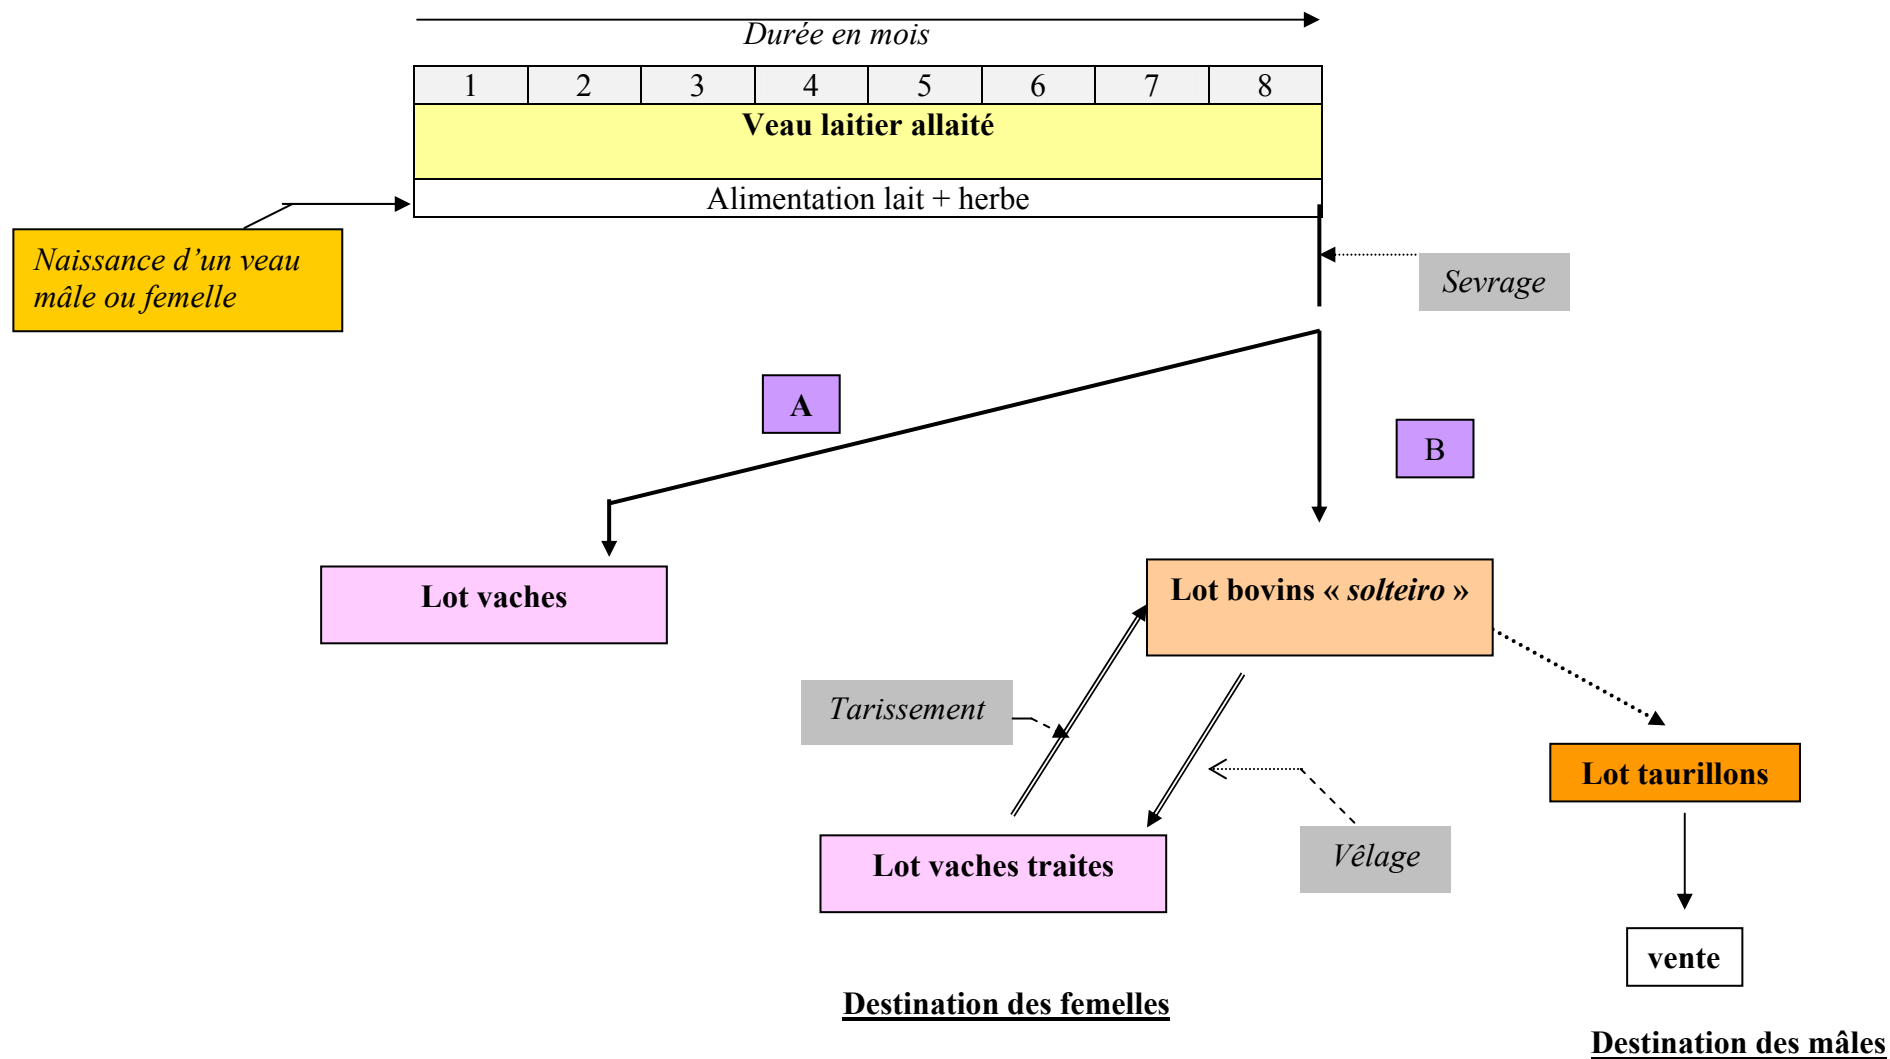 Durée en mois
1 2 3 4 5 6 7 8
Veau laitier allaité
Alimentation lait + herbe
Naissance d’un veau
mâle ou femelle
Sevrage
A
B
Lot vaches
Lot bovins « solteiro »
Tarissement
Lot taurillons
Lot vaches traites
Vêlage
vente
Destination des femelles
Destination des mâles